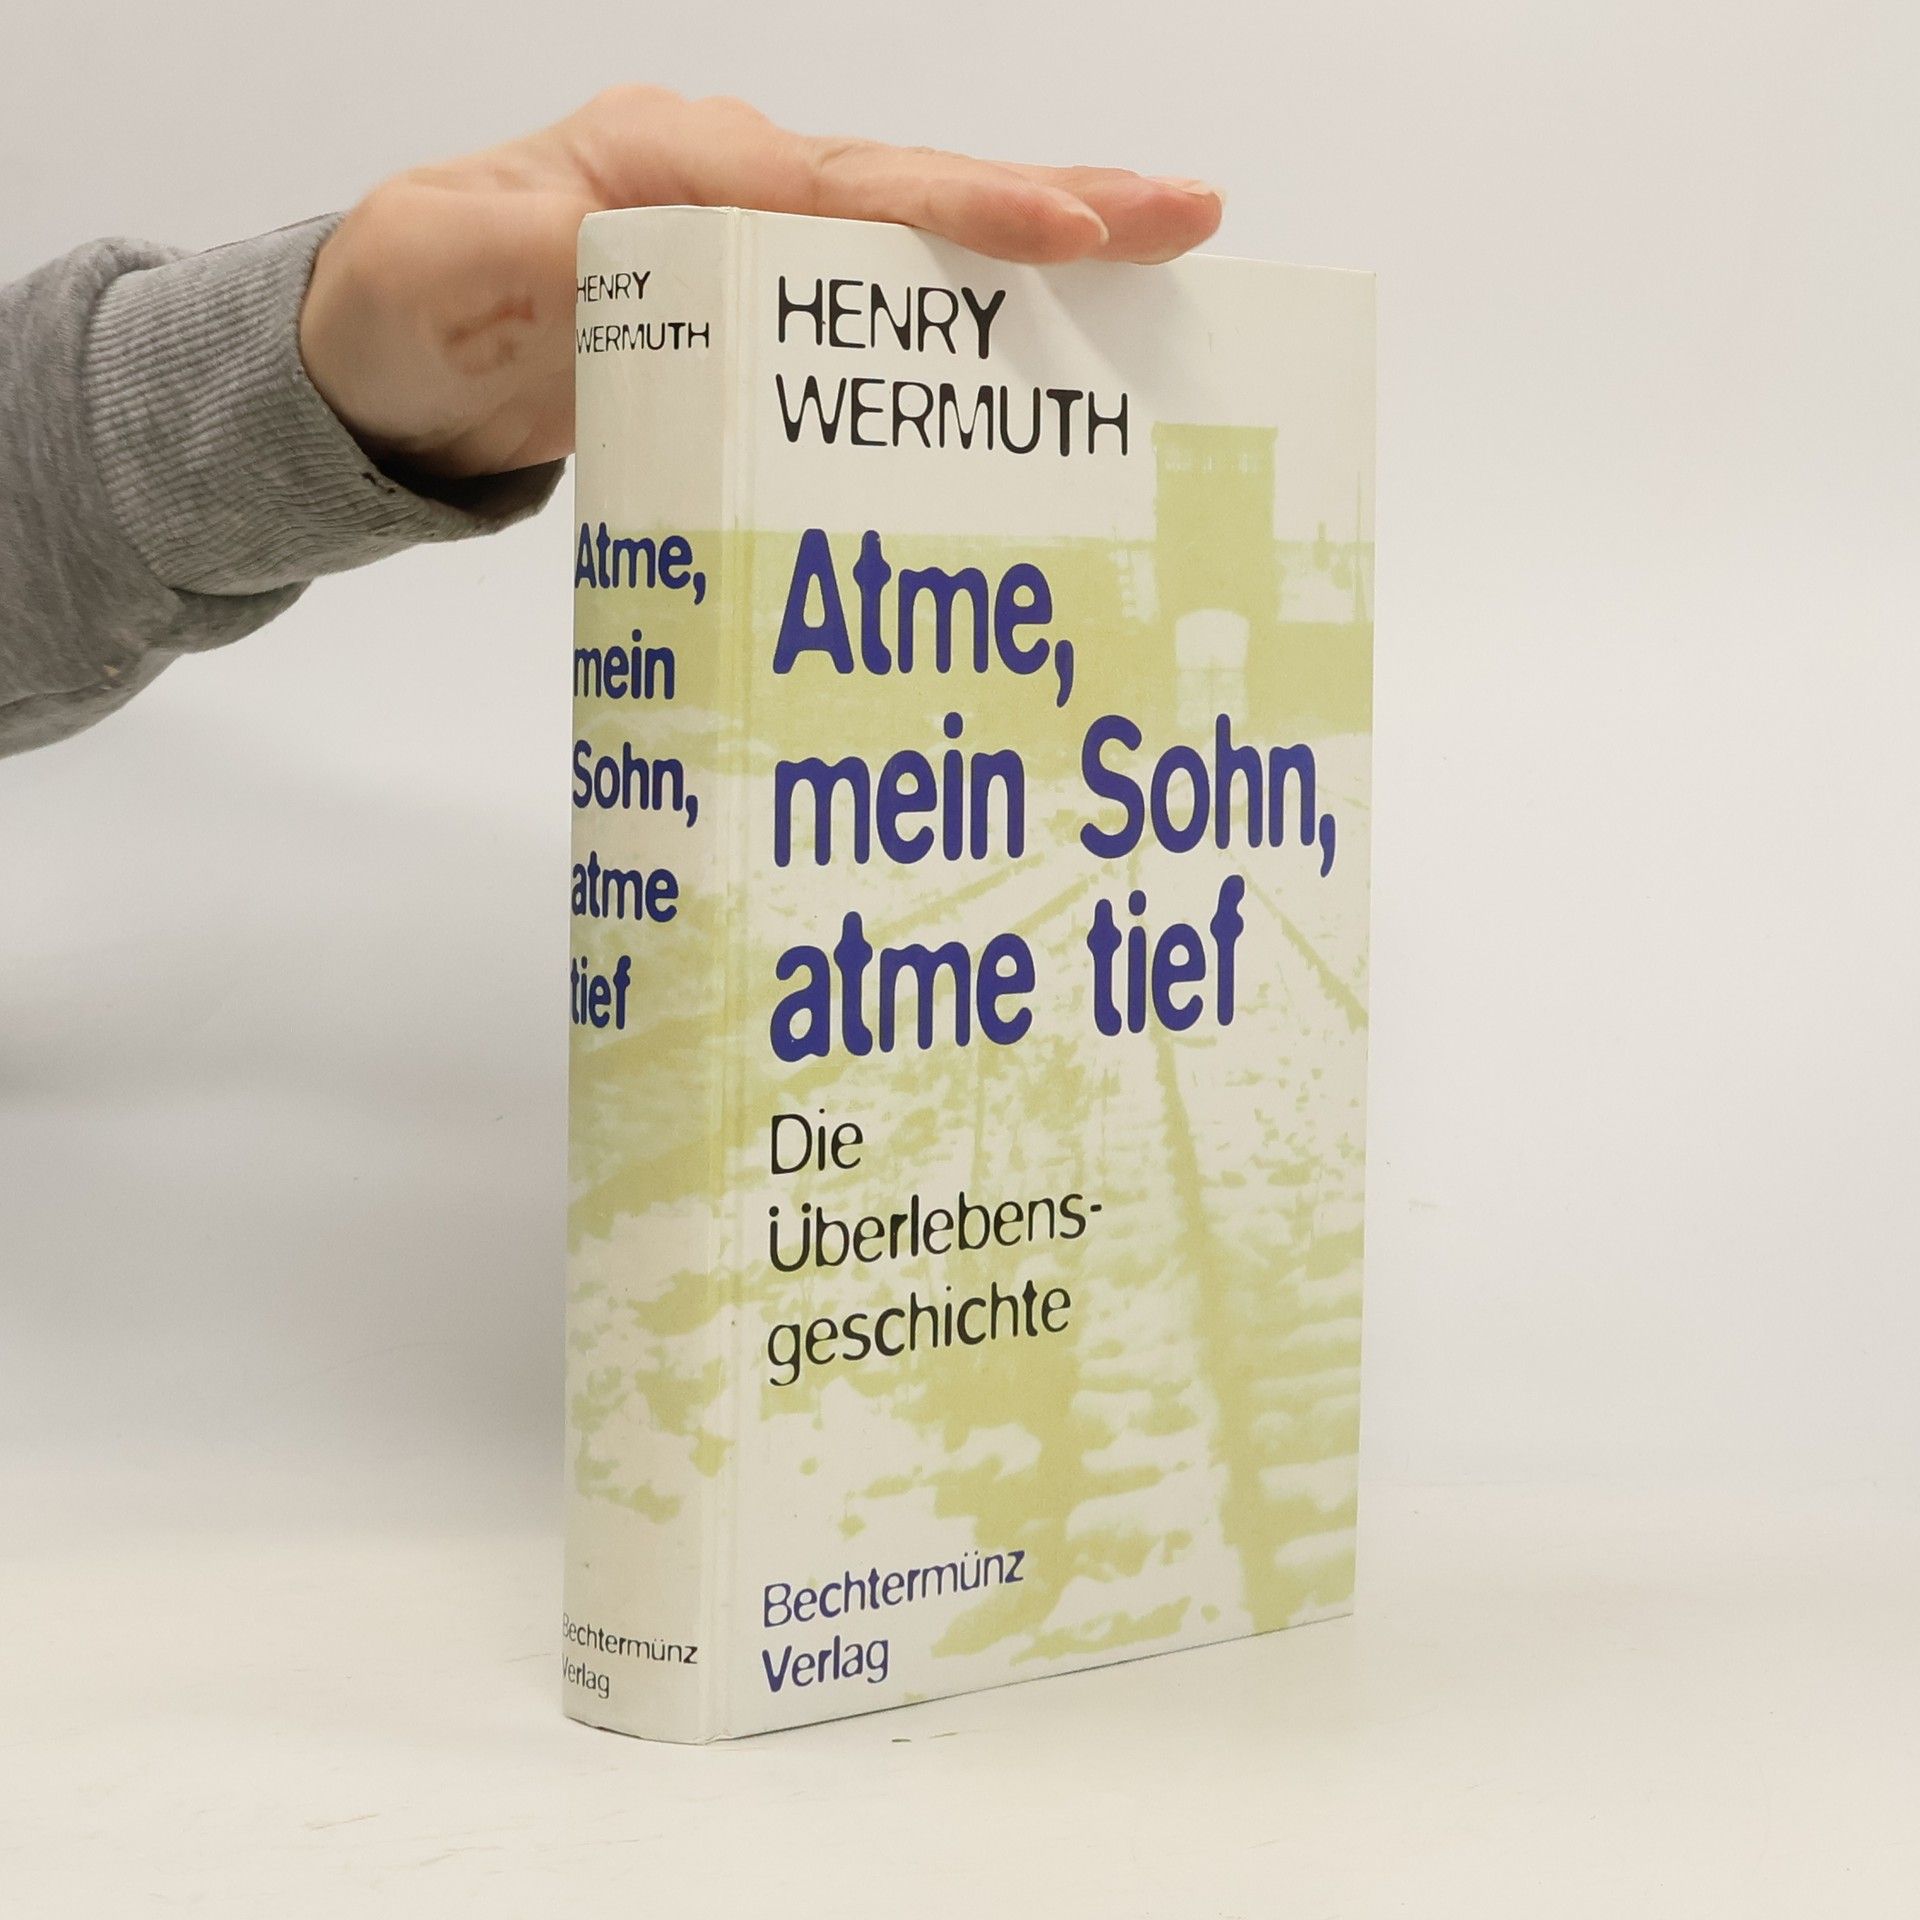 HENRY
WERMUTH
Atme,
mein
Sohn,
atme
tief
Bechtermünz
Verlag
HENRY
WERMUTH
Atme,
mein Sohn,
atme tief
Die
Überlebens-
geschichte
Bechtermünz
Verlag